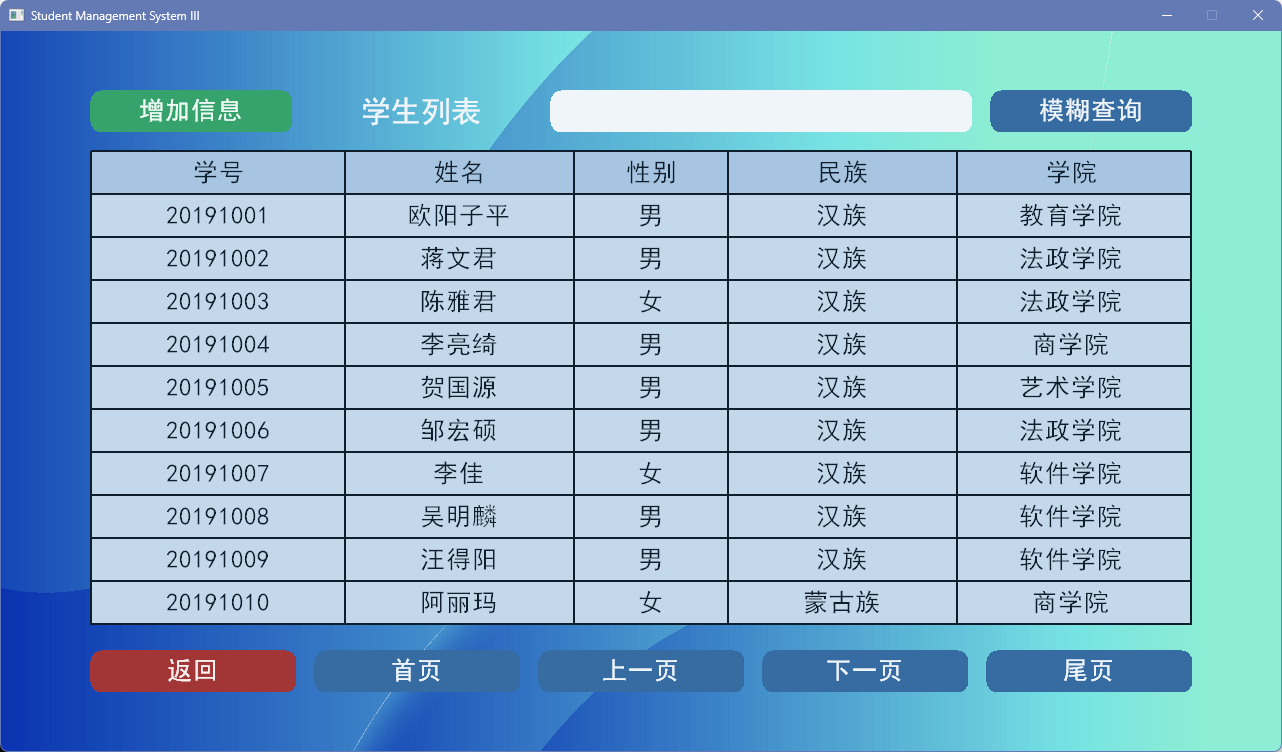 Student Management System III
增加信息 学生列表 模糊查询
学号 姓名 性别 民族 学院
20191001 欧阳子平 男 汉族 教育学院
20191002 蒋文君 男 汉族 法政学院
20191003 陈雅君 女 汉族 法政学院
20191004 李亮绮 男 汉族 商学院
20191005 贺国源 男 汉族 艺术学院
20191006 邹宏硕 男 汉族 法政学院
20191007 李佳 女 汉族 软件学院
20191008 吴明麟 男 汉族 软件学院
20191009 汪得阳 男 汉族 软件学院
20191010 阿丽玛 女 蒙古族 商学院
返回 首页 上一页 下一页 尾页